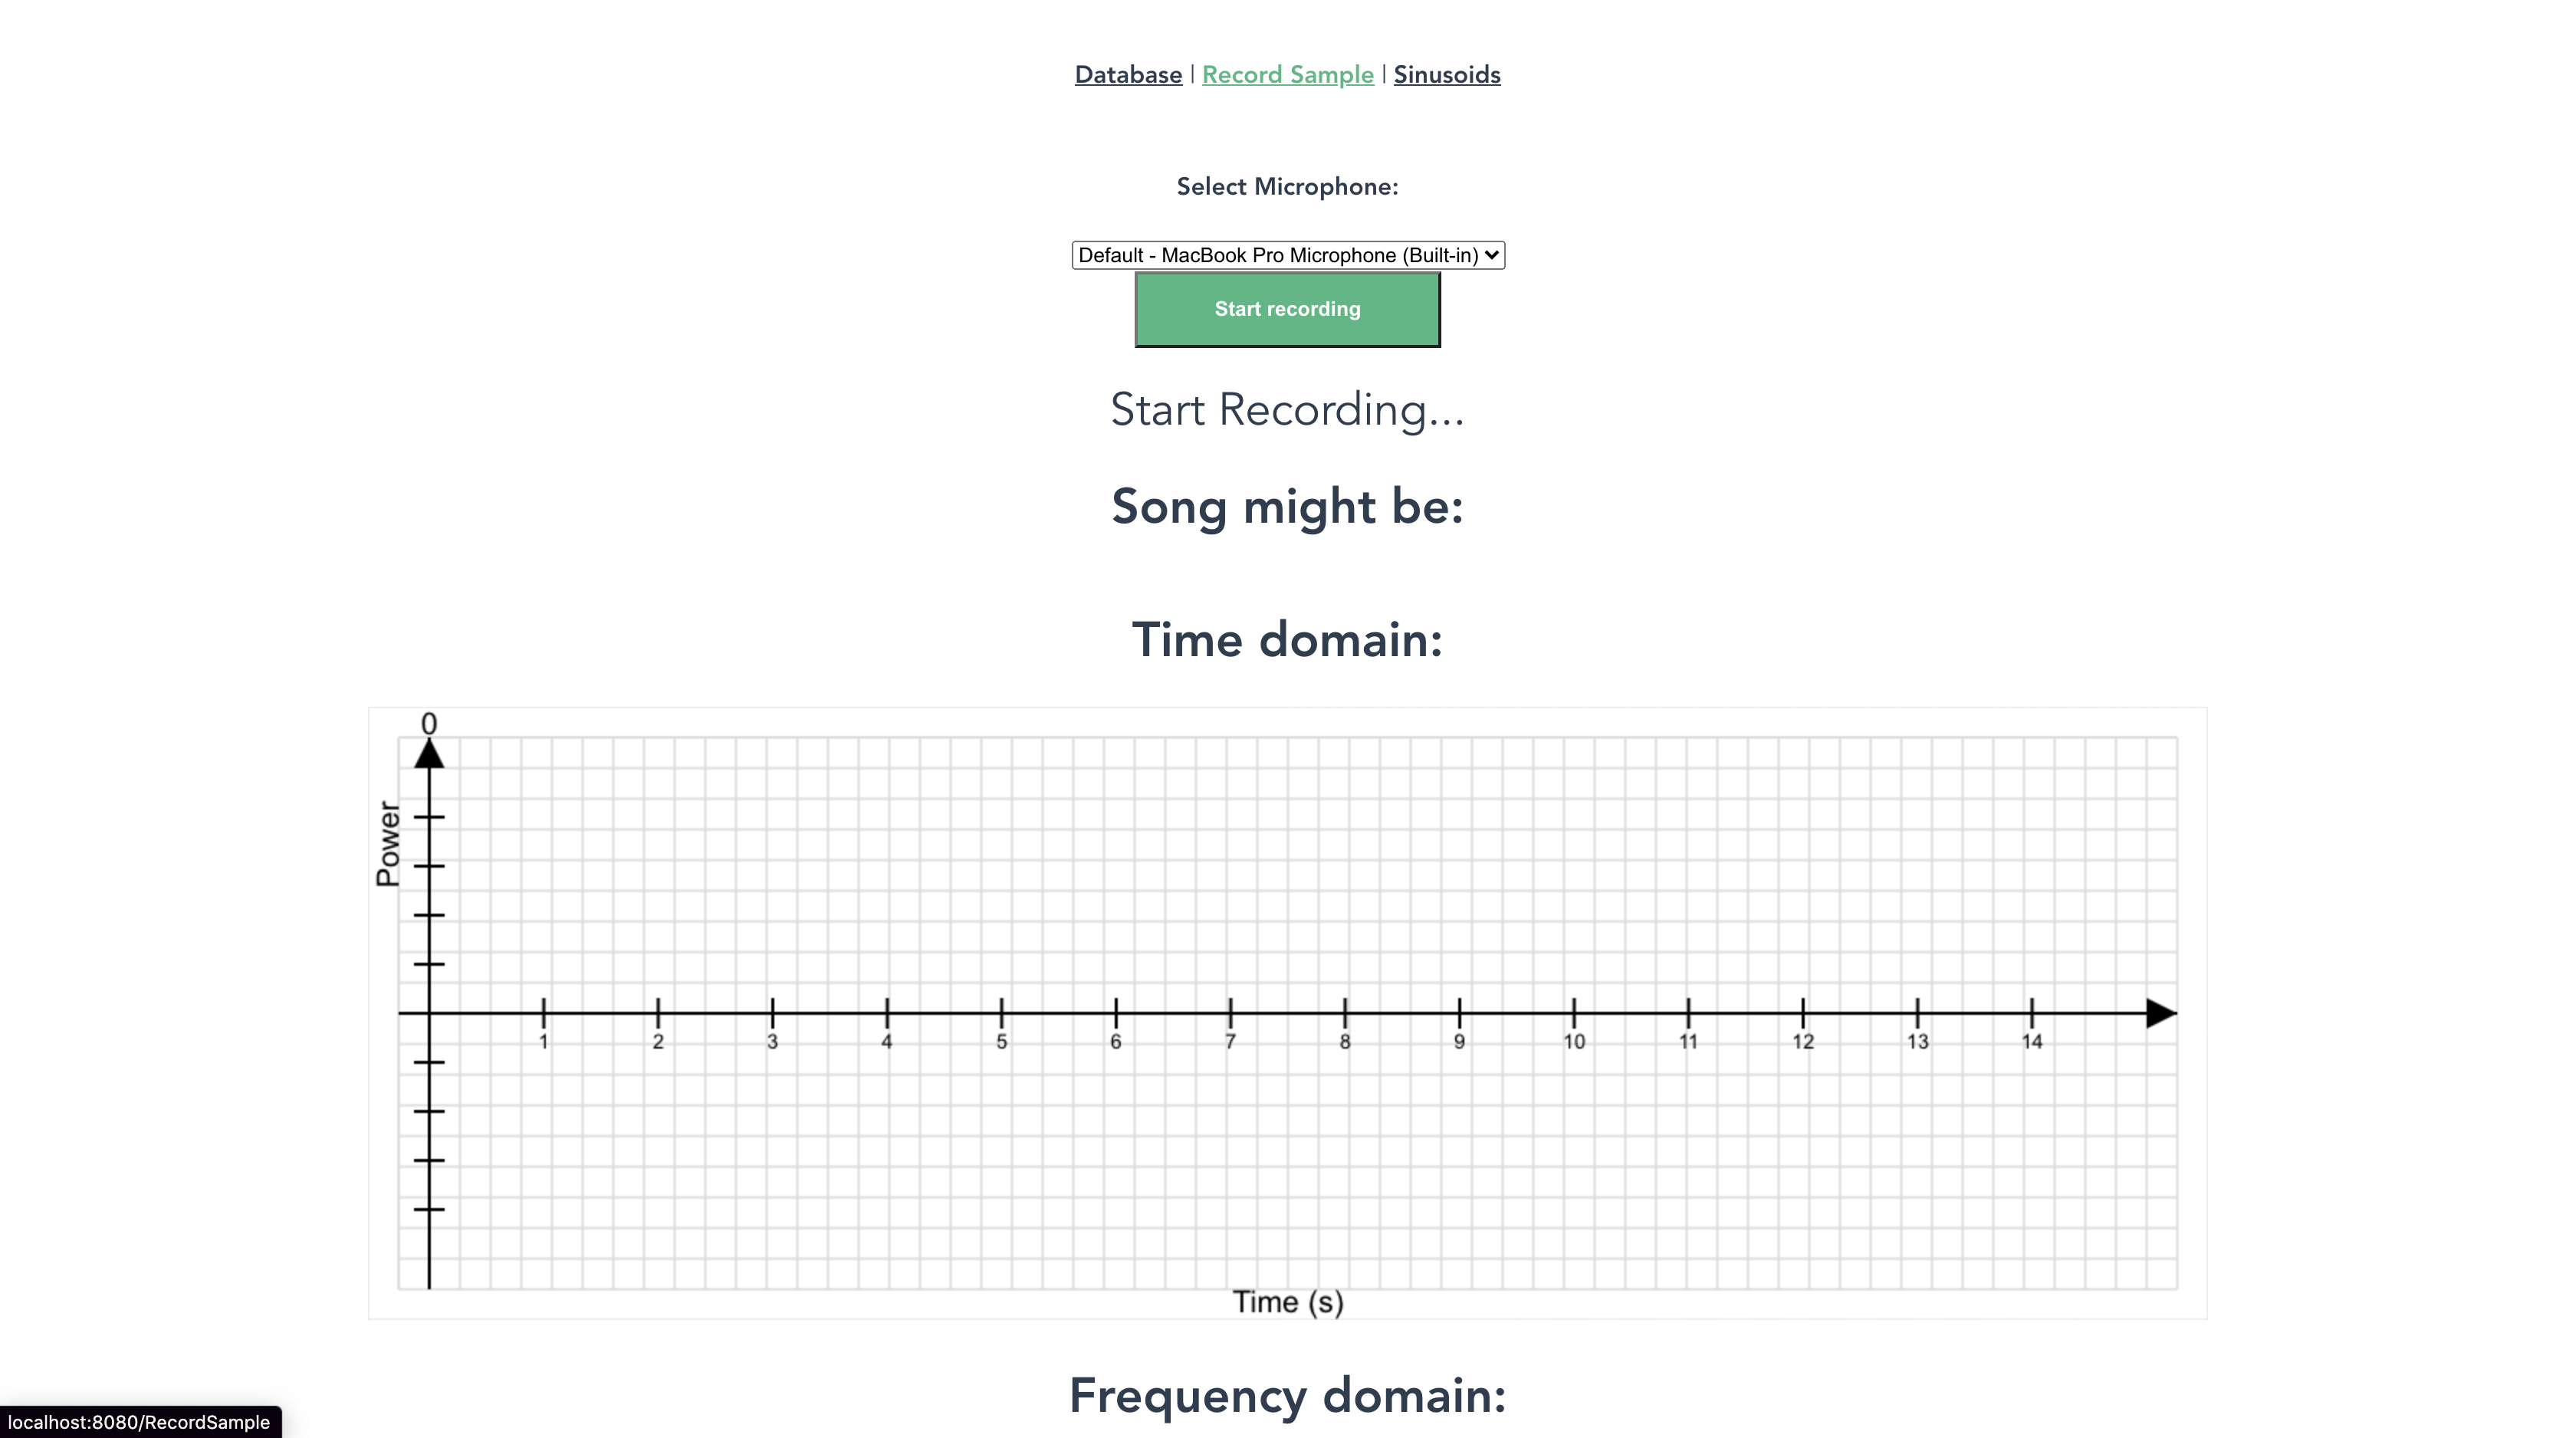 Database | Record Sample | Sinusoids
Select Microphone:
Default - MacBook Pro Microphone (Built-in)
Start recording
Start Recording...
Song might be:
Time domain:
0
Power
1 2 3 4 5 6 7 8 9 10 11 12 13 14
Time (s)
Frequency domain:
localhost:8080/RecordSample